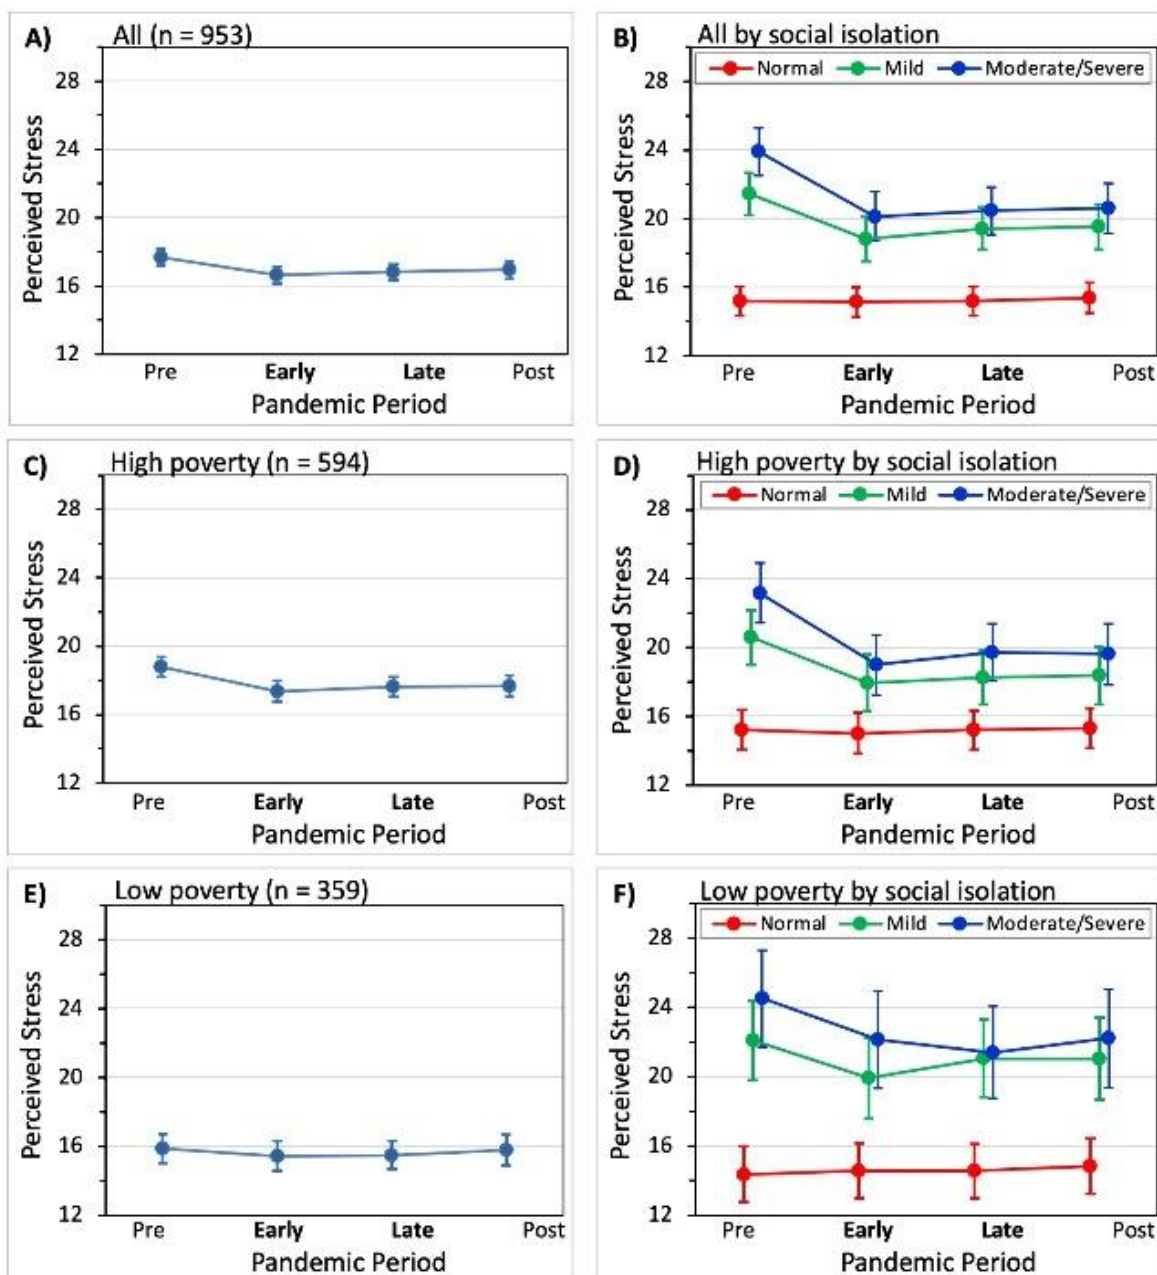 A) All (n = 953)
Perceived Stress
28
24
20
16
12
Pre Early Late Post
Pandemic Period
B) All by social isolation
Normal Mild Moderate/Severe
Perceived Stress
28
24
20
16
12
Pre Early Late Post
Pandemic Period
C) High poverty (n = 594)
Perceived Stress
28
24
20
16
12
Pre Early Late Post
Pandemic Period
D) High poverty by social isolation
Normal Mild Moderate/Severe
Perceived Stress
28
24
20
16
12
Pre Early Late Post
Pandemic Period
E) Low poverty (n = 359)
Perceived Stress
28
24
20
16
12
Pre Early Late Post
Pandemic Period
F) Low poverty by social isolation
Normal Mild Moderate/Severe
Perceived Stress
28
24
20
16
12
Pre Early Late Post
Pandemic Period